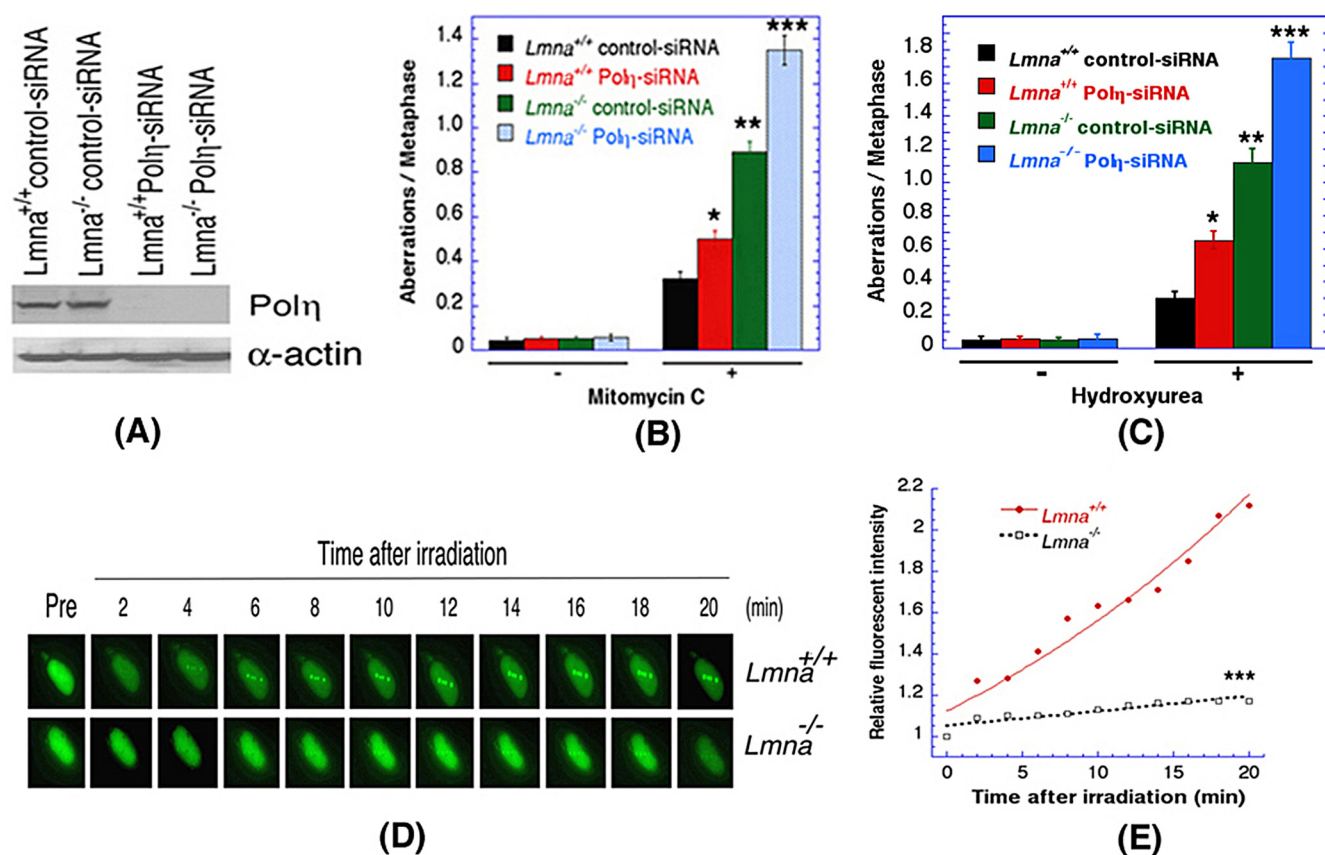 Lmna+/+control-siRNA
Lmna-/- control-siRNA
Lmna+/+Polη-siRNA
Lmna-/- Polη-siRNA
Polη
α-actin
(A)
Aberrations / Metaphase
1.4
1.2
1
0.8
0.6
0.4
0.2
0
Lmna+/+ control-siRNA
Lmna+/+ Polη-siRNA
Lmna-/- control-siRNA
Lmna-/- Polη-siRNA
*
**
***
- +
Mitomycin C
(B)
Aberrations / Metaphase
1.8
1.6
1.4
1.2
1
0.8
0.6
0.4
0.2
0
Lmna+/+ control-siRNA
Lmna+/+ Polη-siRNA
Lmna-/- control-siRNA
Lmna-/- Polη-siRNA
*
**
***
- +
Hydroxyurea
(C)
Time after irradiation
Pre 2 4 6 8 10 12 14 16 18 20 (min)
Lmna+/+
Lmna-/-
(D)
Relative fluorescent intensity
2.2
2
1.8
1.6
1.4
1.2
1
Lmna+/+
Lmna-/-
***
0 5 10 15 20
Time after irradiation (min)
(E)